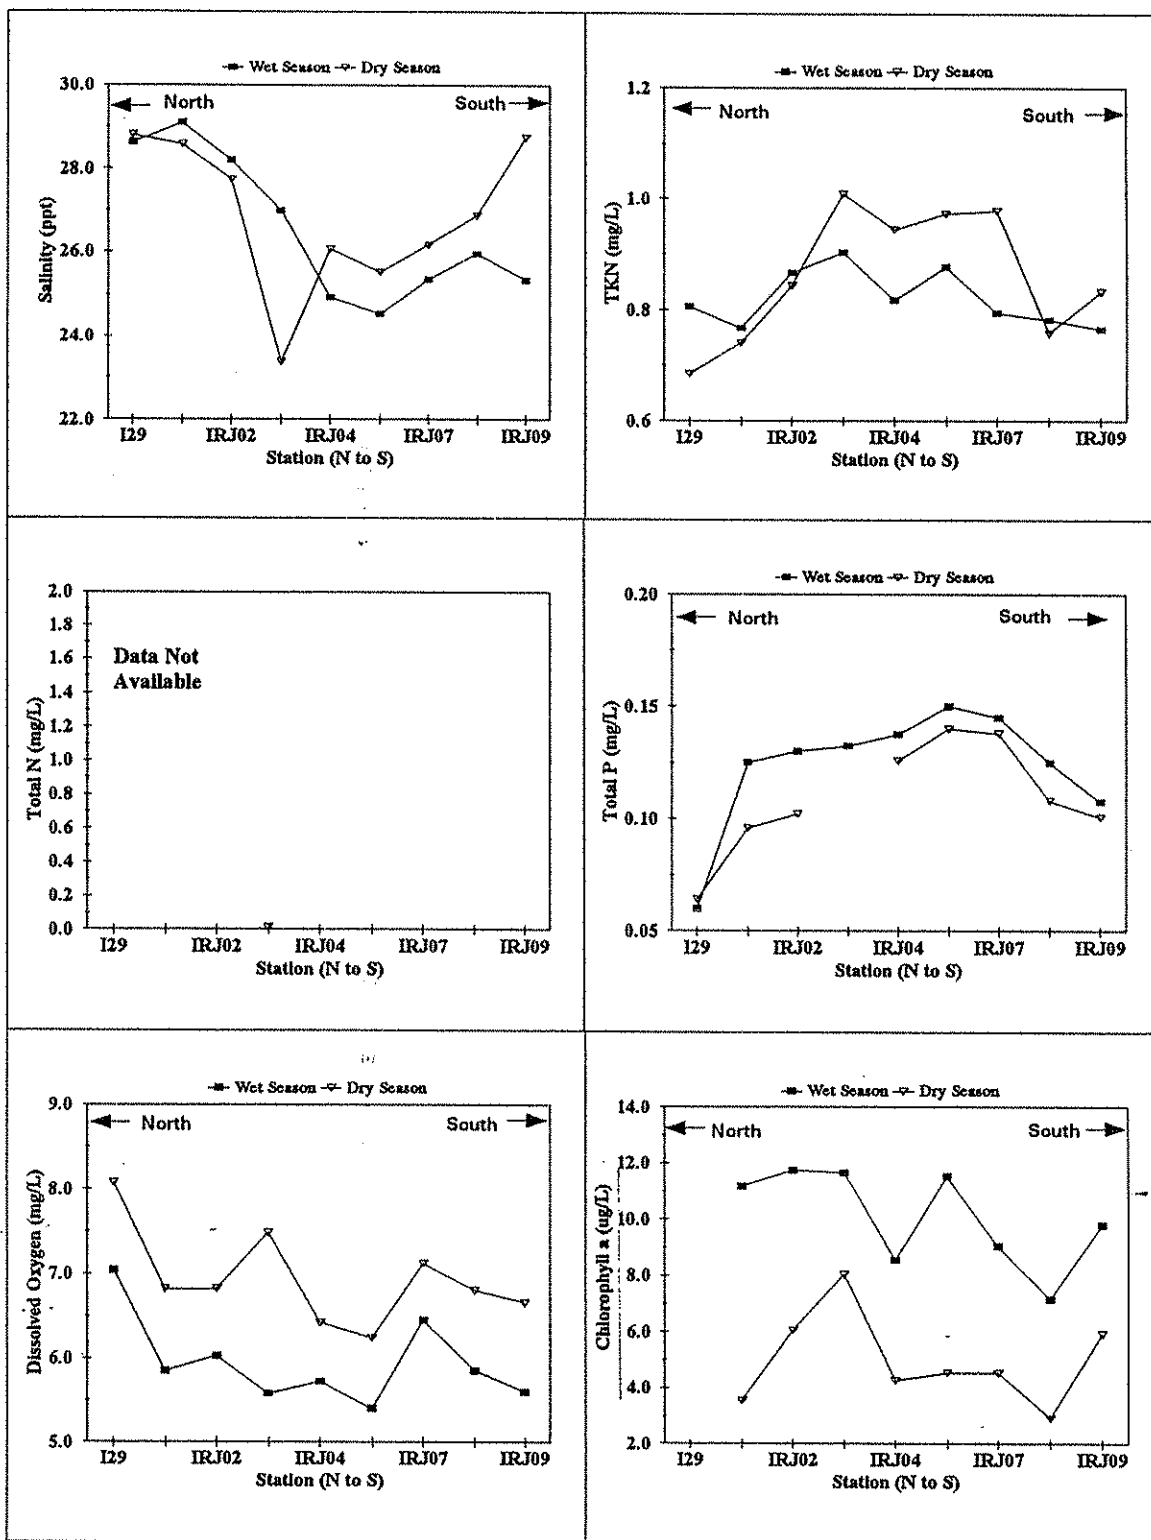 Wet Season Dry Season
30.0
North
South
28.0
26.0
24.0
22.0
Salinity (ppt)
I29 IRJ02 IRJ04 IRJ07 IRJ09
Station (N to S)
Wet Season Dry Season
1.2
North
South
1.0
0.8
0.6
TKN (mg/L)
I29 IRJ02 IRJ04 IRJ07 IRJ09
Station (N to S)
2.0
1.8
1.6
1.4
1.2
1.0
0.8
0.6
0.4
0.2
0.0
Total N (mg/L)
Data Not
Available
I29 IRJ02 IRJ04 IRJ07 IRJ09
Station (N to S)
Wet Season Dry Season
0.20
North
South
0.15
0.10
0.05
Total P (mg/L)
I29 IRJ02 IRJ04 IRJ07 IRJ09
Station (N to S)
Wet Season Dry Season
9.0
North
South
8.0
7.0
6.0
5.0
Dissolved Oxygen (mg/L)
I29 IRJ02 IRJ04 IRJ07 IRJ09
Station (N to S)
Wet Season Dry Season
14.0
North
South
12.0
10.0
8.0
6.0
4.0
2.0
Chlorophyll a (ug/L)
I29 IRJ02 IRJ04 IRJ07 IRJ09
Station (N to S)